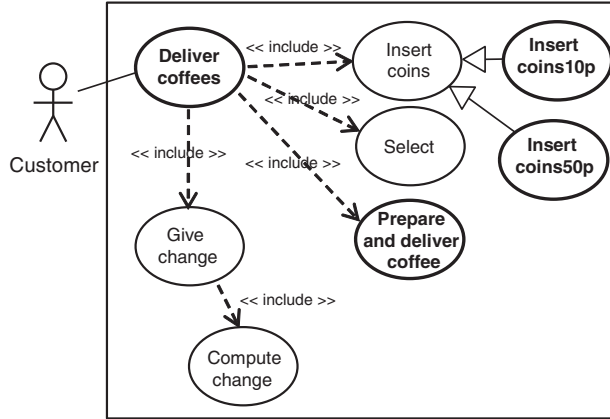 Deliver
coffees
<< include >>
Insert
coins
Insert
coins10p
<< include >>
Select
Insert
coins50p
Customer
<< include >>
<< include >>
Give
change
Prepare
and deliver
coffee
<< include >>
Compute
change